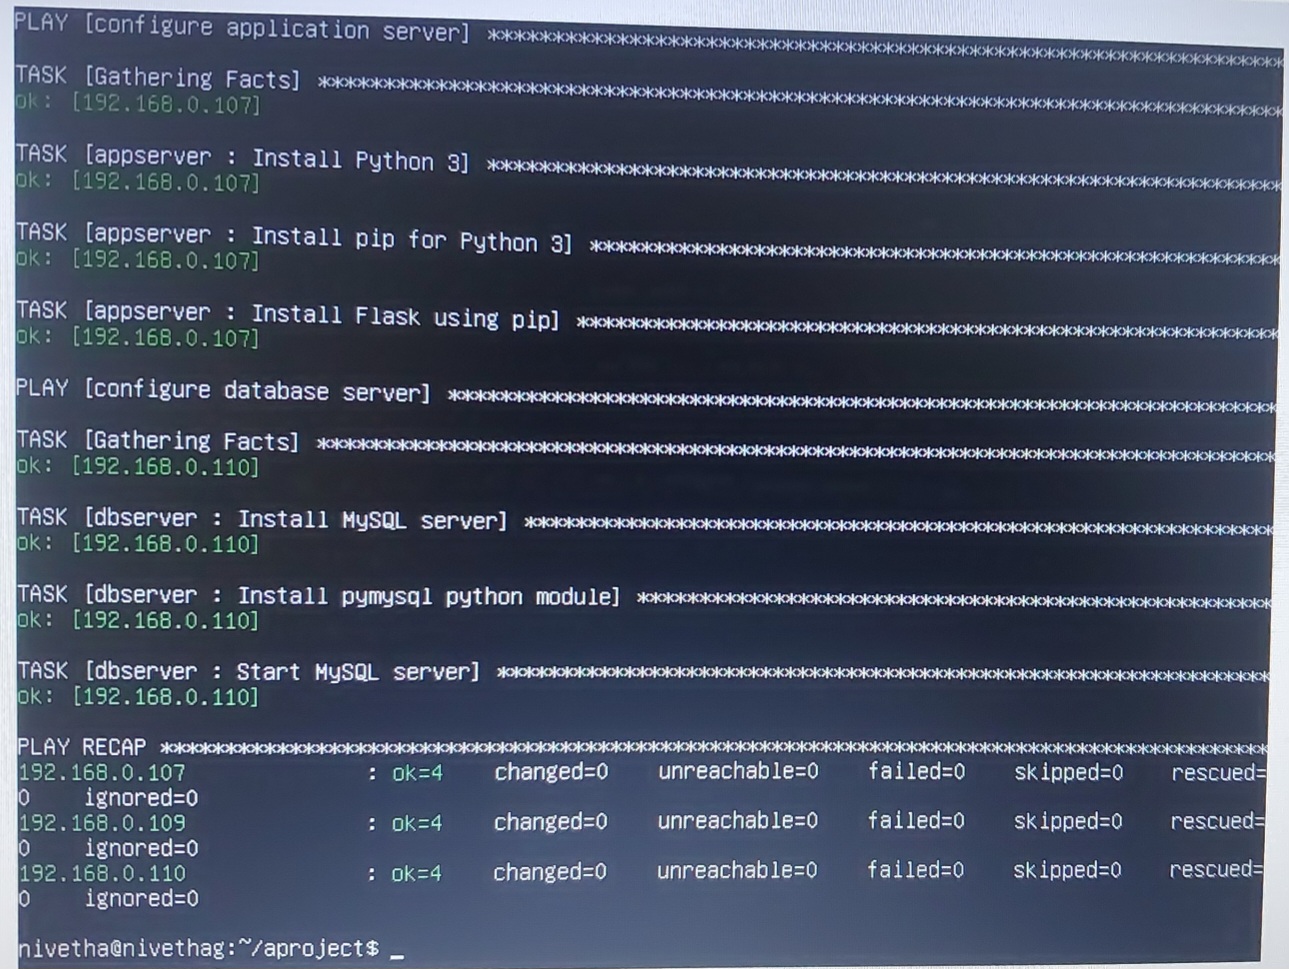 PLAY [configure application server] **********************************************************************
TASK [Gathering Facts] **********************************************************************
ok: [192.168.0.107]
TASK [appserver : Install Python 3] **********************************************************************
ok: [192.168.0.107]
TASK [appserver : Install pip for Python 3] **********************************************************************
ok: [192.168.0.107]
TASK [appserver : Install Flask using pip] **********************************************************************
ok: [192.168.0.107]
PLAY [configure database server] **********************************************************************
TASK [Gathering Facts] **********************************************************************
ok: [192.168.0.110]
TASK [dbserver : Install MySQL server] **********************************************************************
ok: [192.168.0.110]
TASK [dbserver : Install pymysql python module] **********************************************************************
ok: [192.168.0.110]
TASK [dbserver : Start MySQL server] **********************************************************************
ok: [192.168.0.110]
PLAY RECAP **********************************************************************
192.168.0.107 : ok=4 changed=0 unreachable=0 failed=0 skipped=0 rescued=
0 ignored=0
192.168.0.109 : ok=4 changed=0 unreachable=0 failed=0 skipped=0 rescued=
0 ignored=0
192.168.0.110 : ok=4 changed=0 unreachable=0 failed=0 skipped=0 rescued=
0 ignored=0
nivetha@nivethag:~/aproject$ _